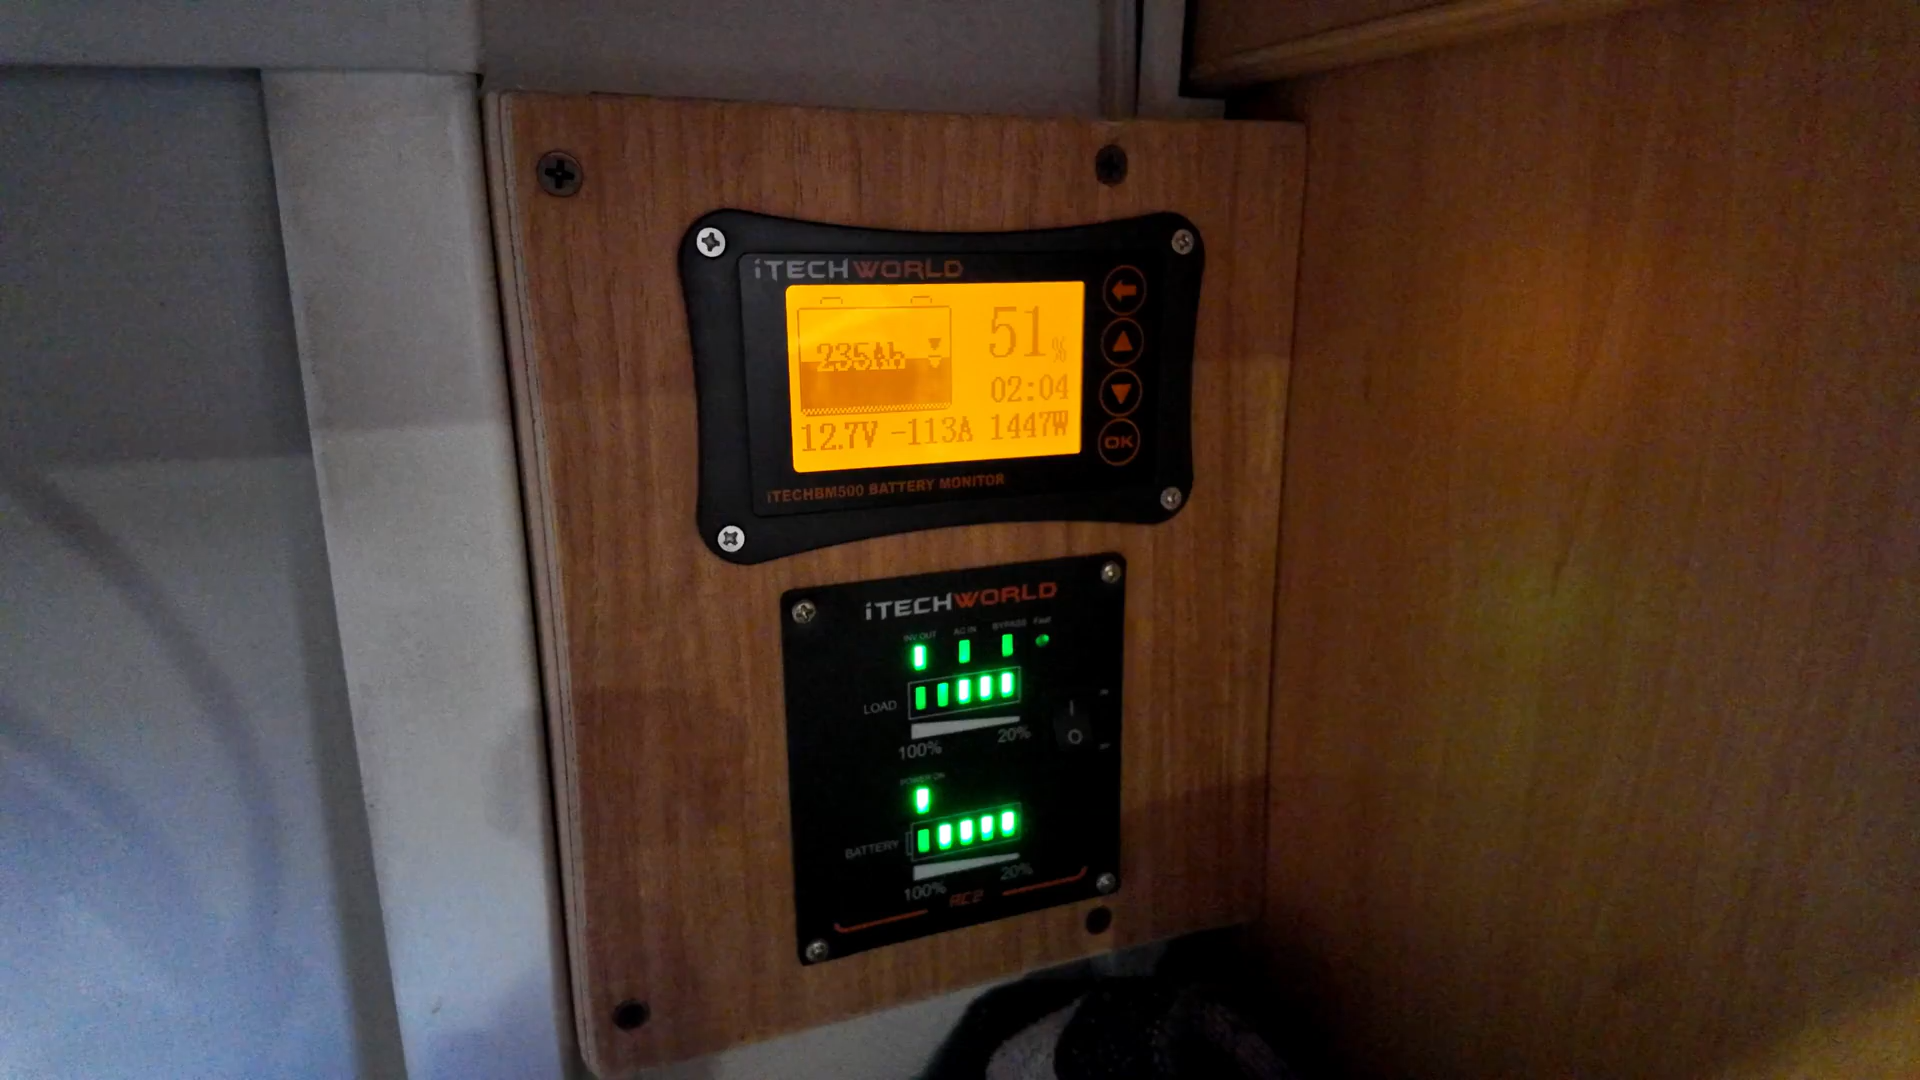 iTECHWORLD
235Ah
51%
02:04
12.7V -113A 1447W
OK
iTECHBM500 BATTERY MONITOR
iTECHWORLD
INV OUT AC IN BYPASS Fault
LOAD
100% 20%
POWER ON
BATTERY
100% 20%
RC2